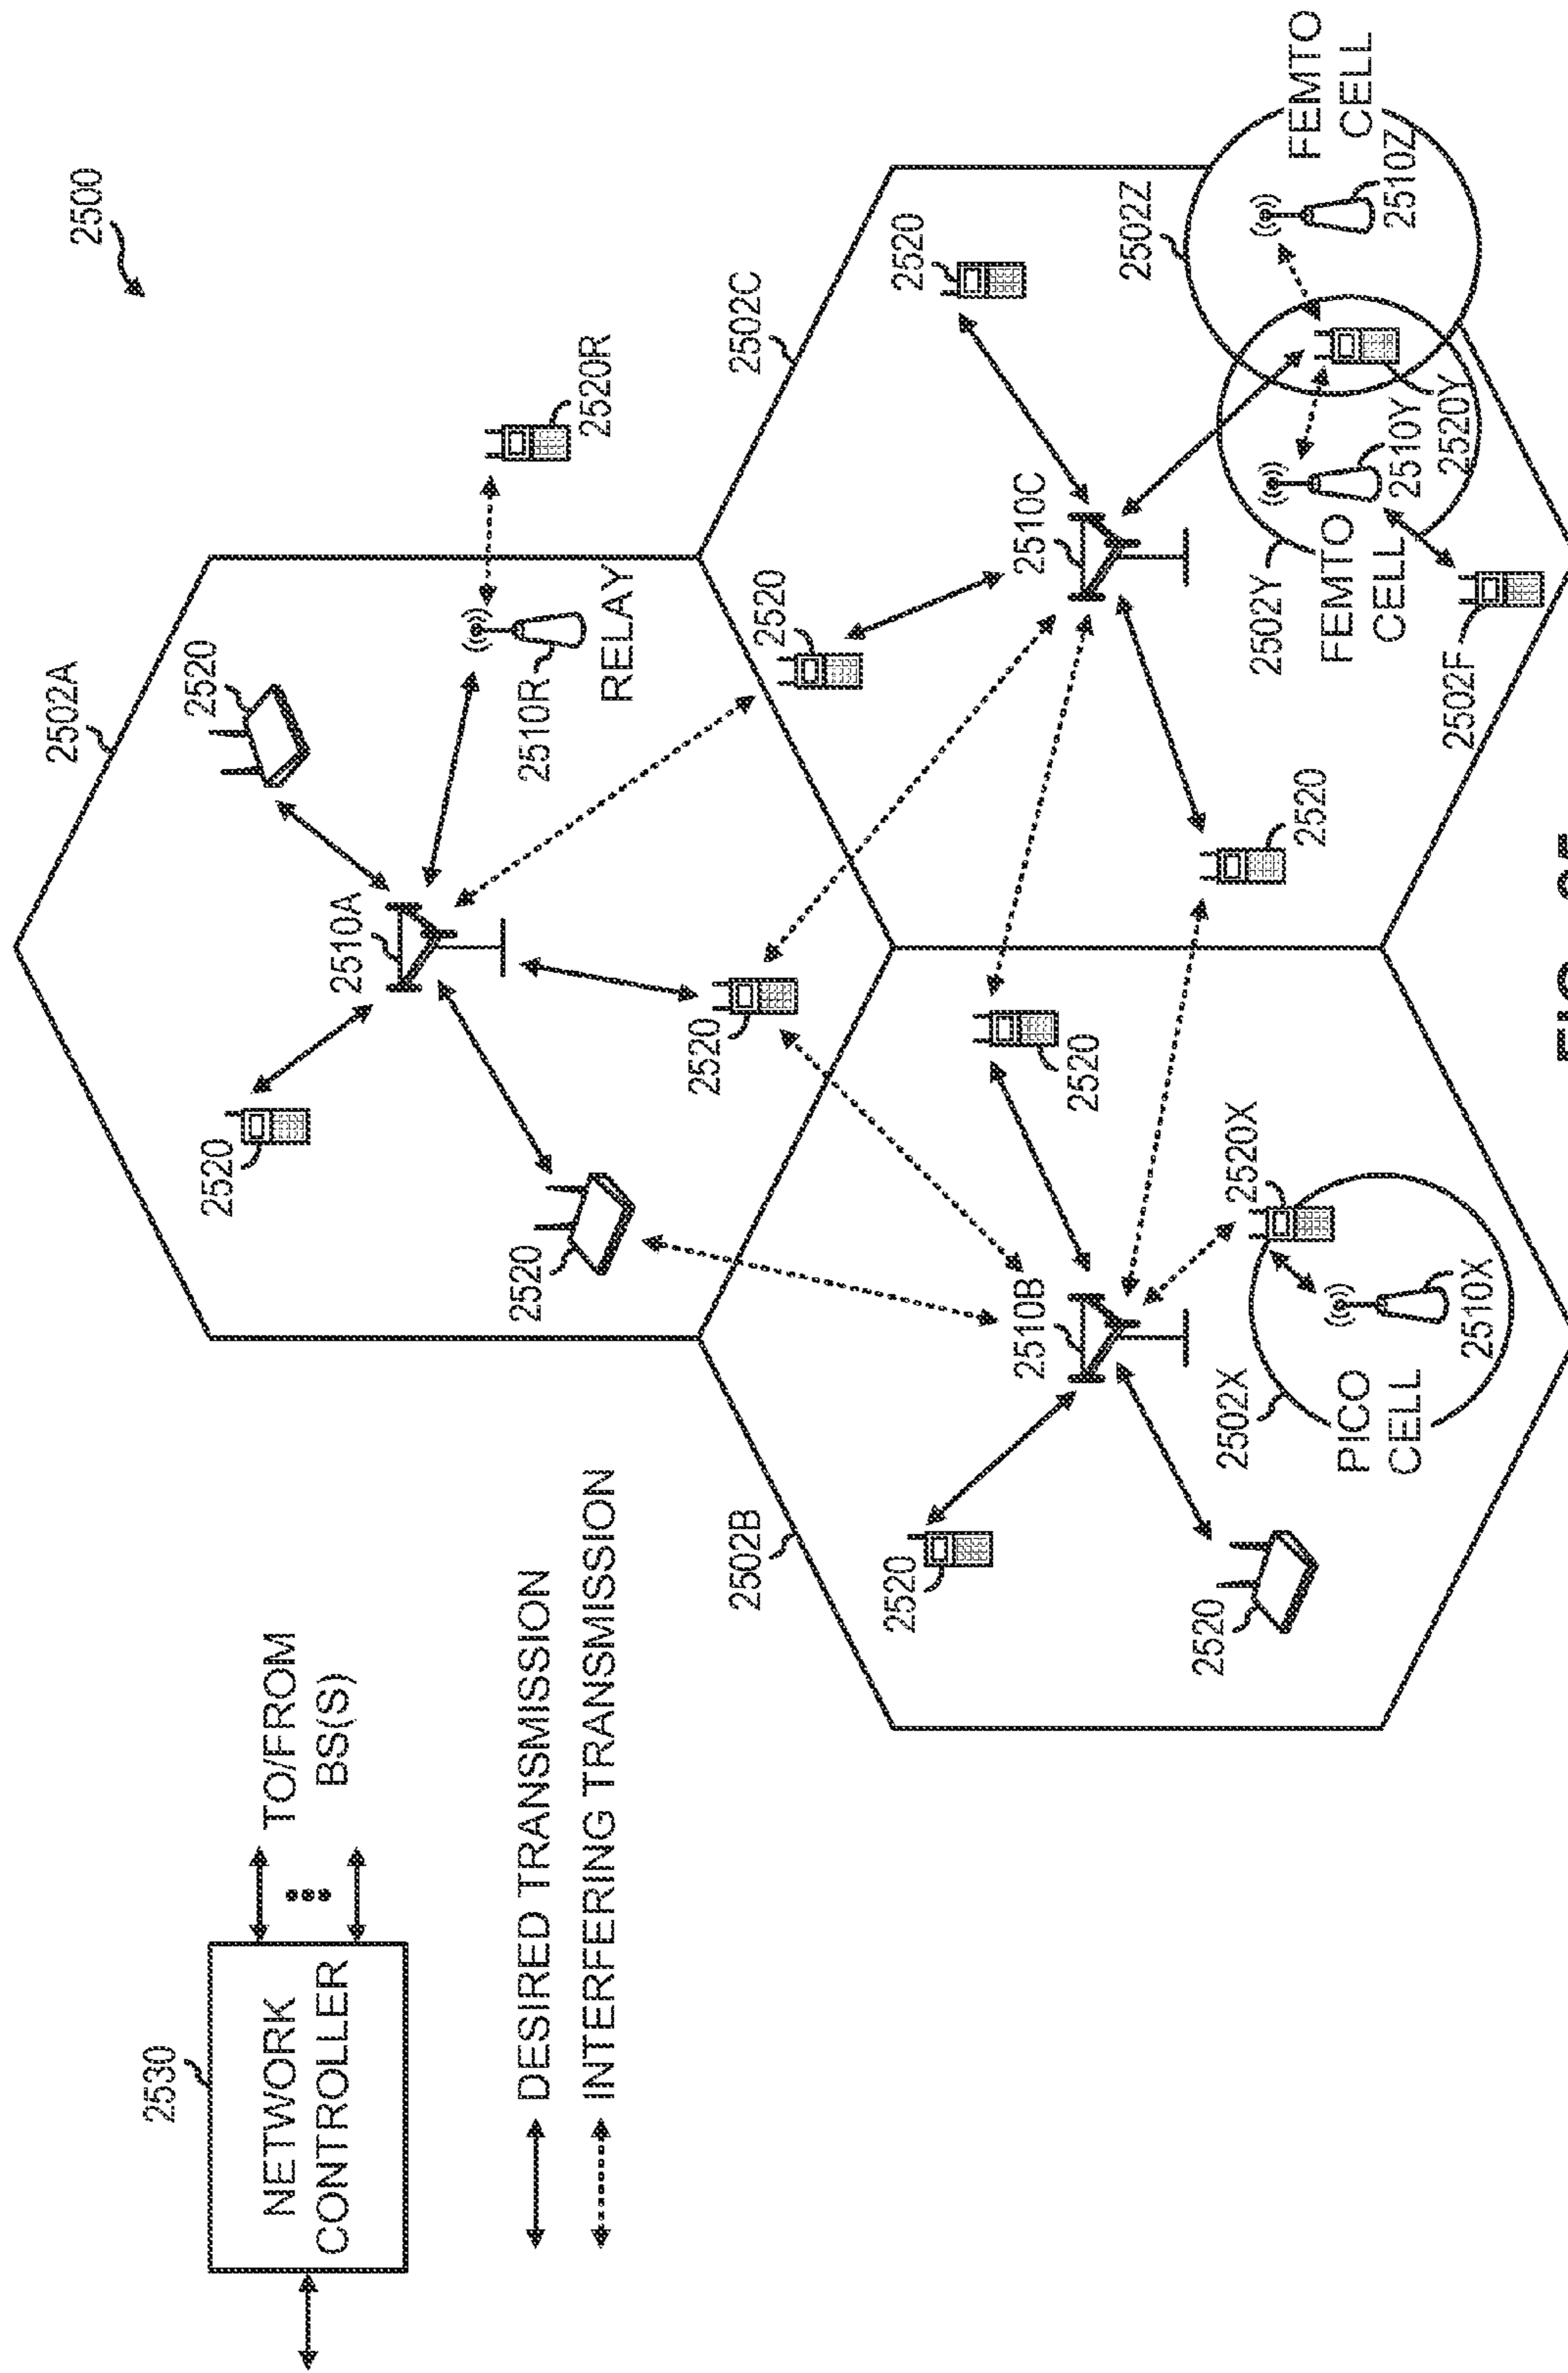 2500
2502A
2530
2520
2520
NETWORK
CONTROLLER
TO/FROM
BS(S)
2510A
DESIRED TRANSMISSION
INTERFERING TRANSMISSION
2520
2510R
RELAY
2520R
2520
2520
2502B
2502C
2520
2520
2510B
2510C
2520
2502Z
2520
2502X
2520X
2502Y
2520
FEMTO
CELL
2510Z
PICO
CELL
2510X
FEMTO
CELL
2510Y
2520Y
2502F